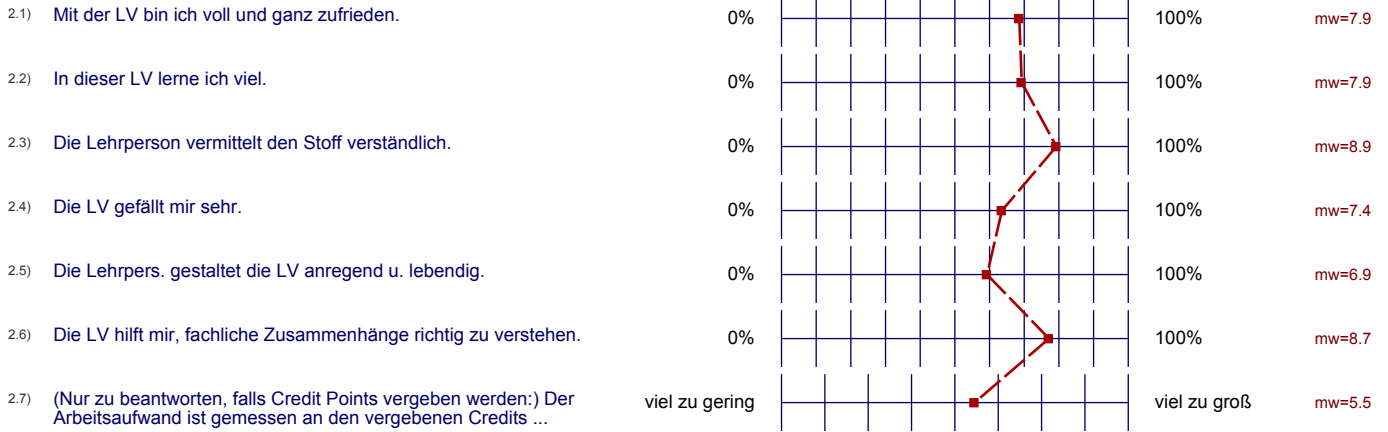 2.1) Mit der LV bin ich voll und ganz zufrieden. 0% 100% mw=7.9
2.2) In dieser LV lerne ich viel. 0% 100% mw=7.9
2.3) Die Lehrperson vermittelt den Stoff verständlich. 0% 100% mw=8.9
2.4) Die LV gefällt mir sehr. 0% 100% mw=7.4
2.5) Die Lehrpers. gestaltet die LV anregend u. lebendig. 0% 100% mw=6.9
2.6) Die LV hilft mir, fachliche Zusammenhänge richtig zu verstehen. 0% 100% mw=8.7
2.7) (Nur zu beantworten, falls Credit Points vergeben werden:) Der viel zu gering viel zu groß mw=5.5
Arbeitsaufwand ist gemessen an den vergebenen Credits ...